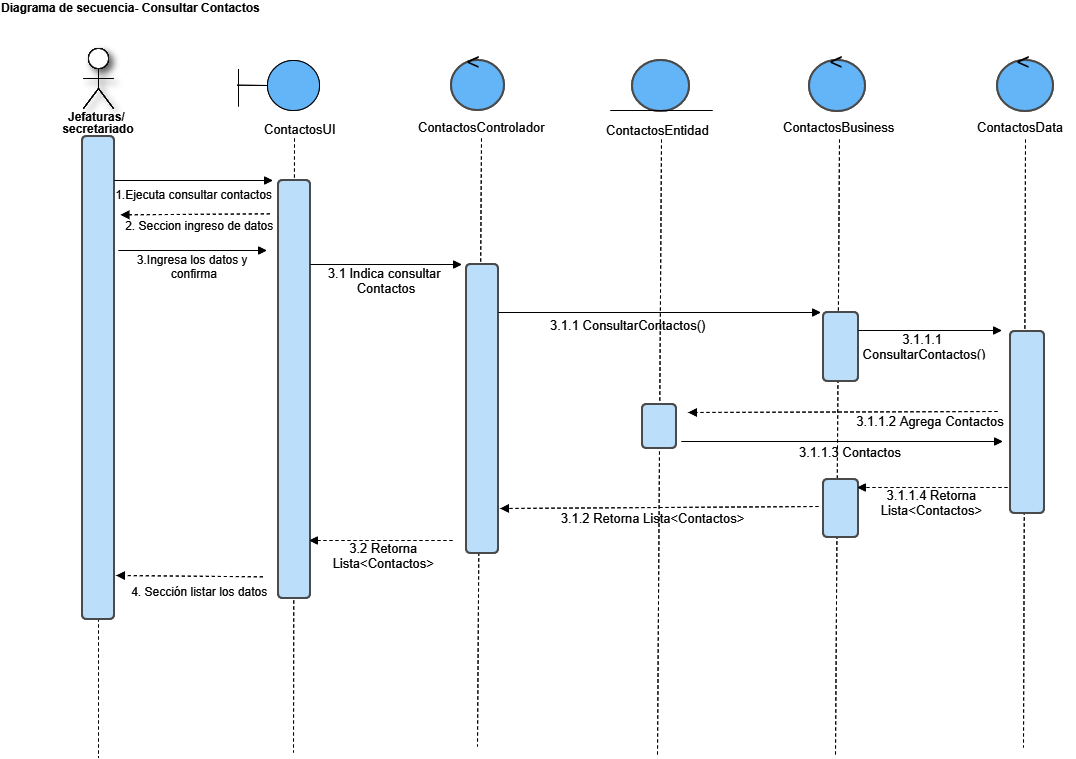 Diagrama de secuencia- Consultar Contactos
Jefaturas/
secretariado
ContactosUI
ContactosControlador
ContactosEntidad
ContactosBusiness
ContactosData
1.Ejecuta consultar contactos
2. Seccion ingreso de datos
3.Ingresa los datos y
confirma
3.1 Indica consultar
Contactos
3.1.1 ConsultarContactos()
3.1.1.1
ConsultarContactos()
3.1.1.2 Agrega Contactos
3.1.1.3 Contactos
3.1.1.4 Retorna
Lista<Contactos>
3.1.2 Retorna Lista<Contactos>
3.2 Retorna
Lista<Contactos>
4. Sección listar los datos